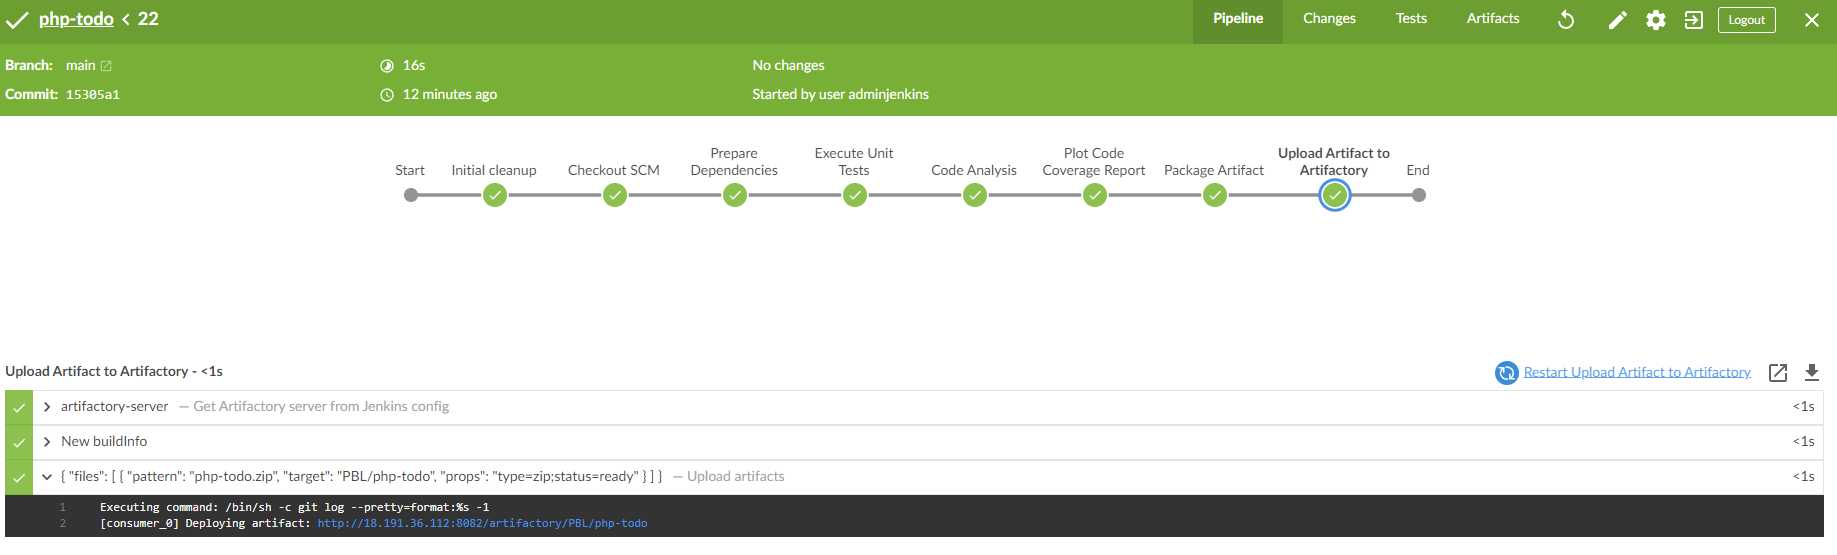 php-todo < 22
Pipeline Changes Tests Artifacts Logout
Branch: main 16s No changes
Commit: 15305a1 12 minutes ago Started by user adminjenkins
Start
Initial cleanup
Checkout SCM
Prepare
Dependencies
Execute Unit
Tests
Code Analysis
Plot Code
Coverage Report
Package Artifact
Upload Artifact to
Artifactory
End
Upload Artifact to Artifactory - <1s Restart Upload Artifact to Artifactory
artifactory-server — Get Artifactory server from Jenkins config <1s
New buildInfo <1s
{ "files": [ { "pattern": "php-todo.zip", "target": "PBL/php-todo", "props": "type=zip;status=ready" } ] } — Upload artifacts <1s
1 Executing command: /bin/sh -c git log --pretty=format:%s -1
2 [consumer_0] Deploying artifact: http://18.191.36.112:8082/artifactory/PBL/php-todo